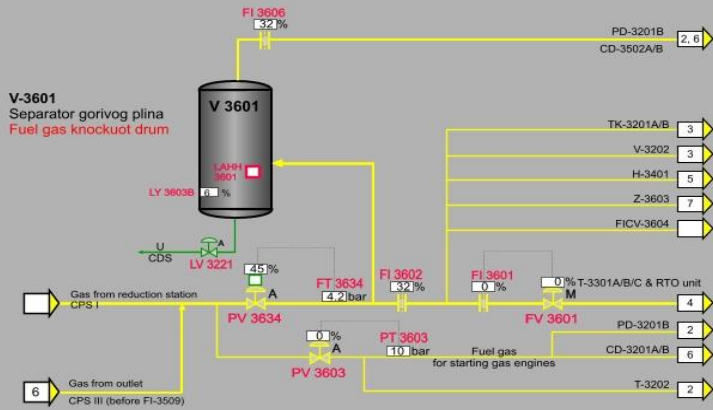 FI 3606
32 %
PD-3201B
2, 6
CD-3502A/B
V-3601
Separator gorivog plina
Fuel gas knockuot drum
V 3601
LAHH
3601
LY 3603B 6 %
TK-3201A/B 3
V-3202 3
H-3401 5
Z-3603 7
FICV-3604
U
CDS
A
LV 3221
45 %
FT 3634
4,2 bar
FI 3602
32 %
FI 3601
0 %
0 %
T-3301A/B/C & RTO unit
4
Gas from reduction station
CPS I
A
PV 3634
M
FV 3601
PD-3201B
2
0 %
A
PV 3603
PT 3603
10 bar
Fuel gas
for starting gas engines
CD-3201A/B
6
6
Gas from outlet
CPS III (before FI-3509)
T-3202
2